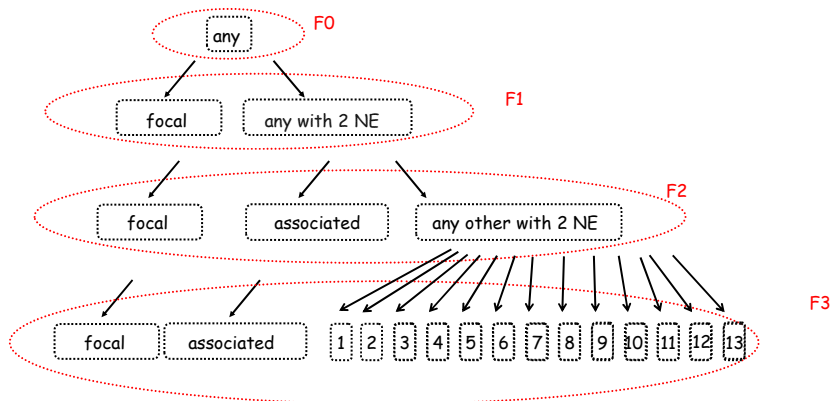 any
F0
focal
any with 2 NE
F1
focal
associated
any other with 2 NE
F2
focal
associated
1
2
3
4
5
6
7
8
9
10
11
12
13
F3